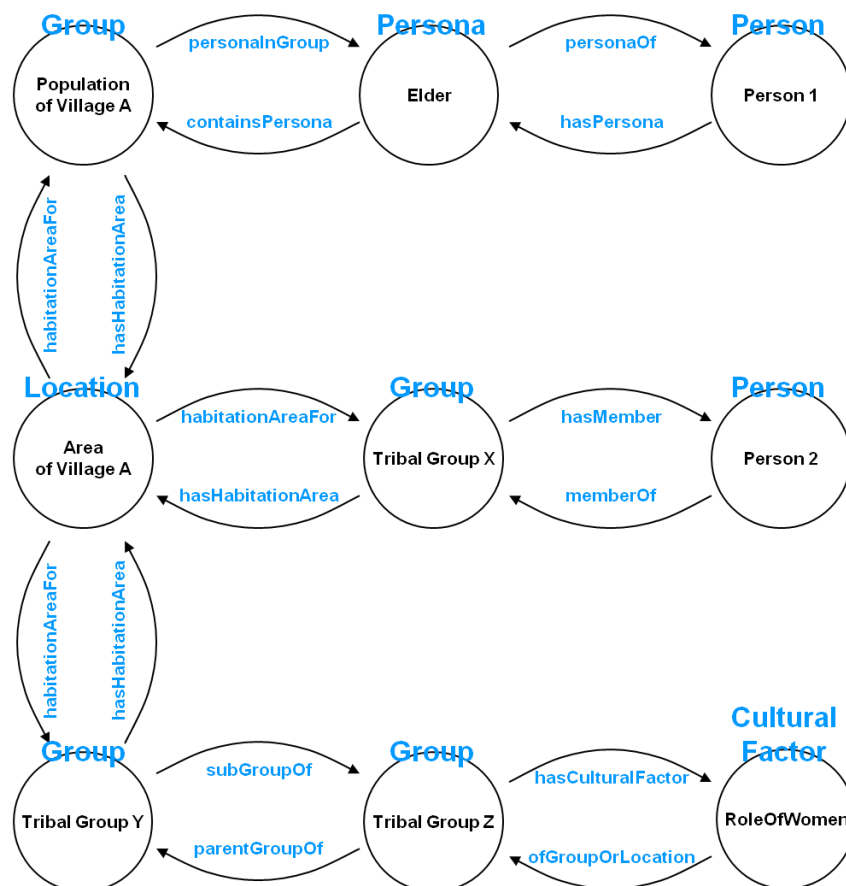 Group
Persona
Person
personaInGroup
personaOf
Population
of Village A
Elder
Person 1
containsPersona
hasPersona
habitationAreaFor
hasHabitationArea
Location
Group
Person
habitationAreaFor
hasMember
Area
of Village A
Tribal Group X
Person 2
hasHabitationArea
memberOf
habitationAreaFor
hasHabitationArea
Cultural
Factor
Group
Group
subGroupOf
hasCulturalFactor
Tribal Group Y
Tribal Group Z
RoleOfWomen
parentGroupOf
ofGroupOrLocation